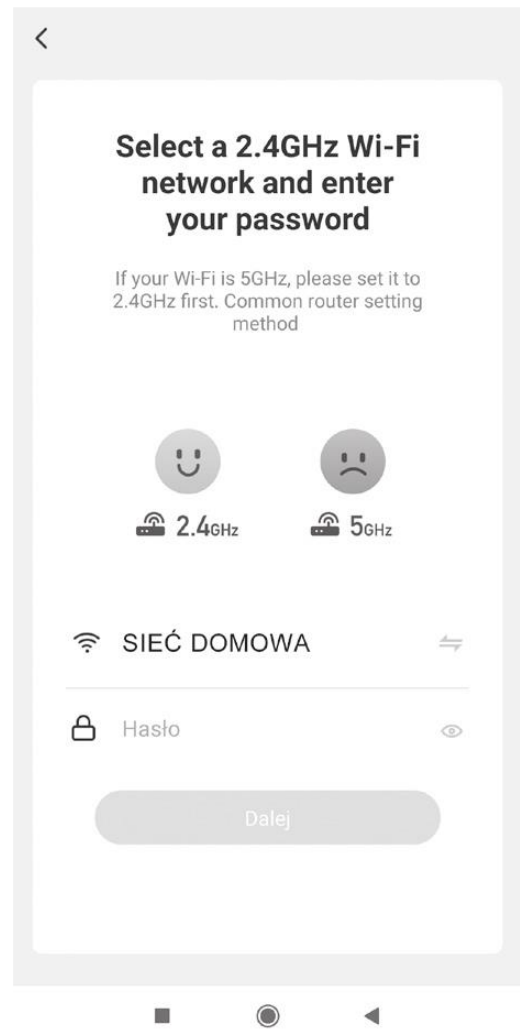 Select a 2.4GHz Wi-Fi
network and enter
your password
If your Wi-Fi is 5GHz, please set it to
2.4GHz first. Common router setting
method
2.4GHz
5GHz
SIEĆ DOMOWA
Hasło
Dalej